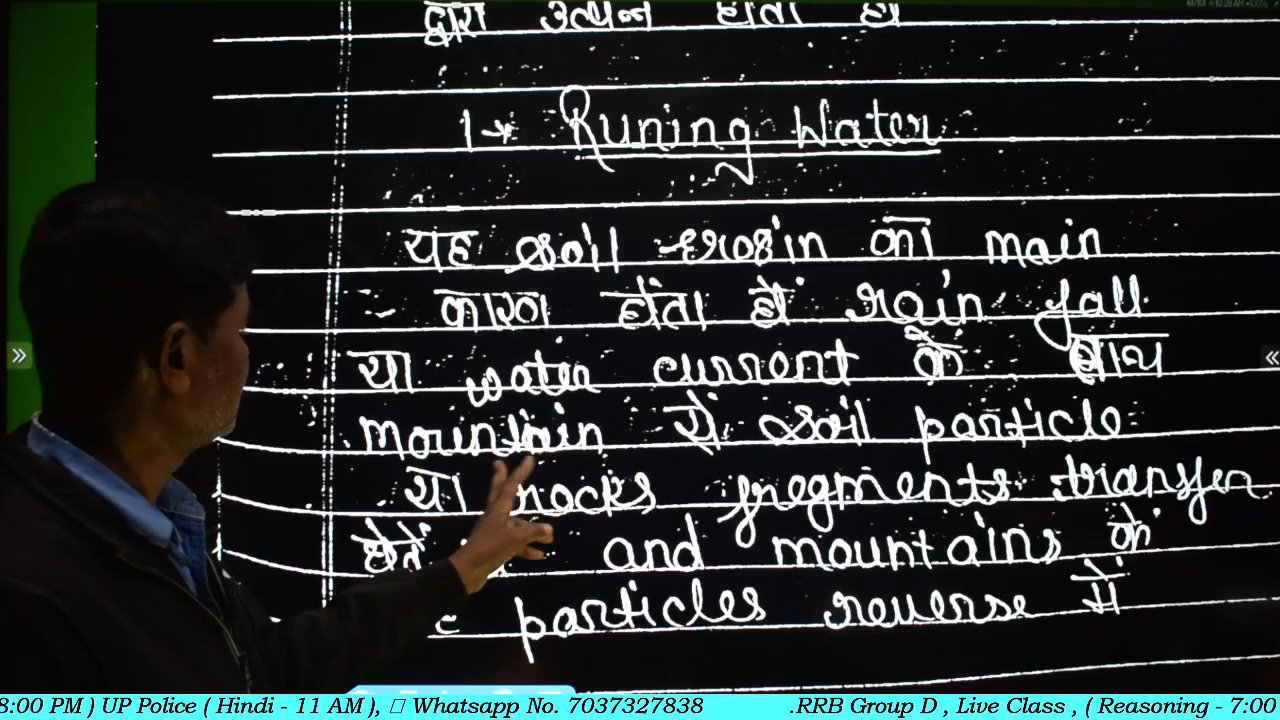 द्वारा उत्पन होता है
1→ Runing Water
यह soil erosin का main
- कारण होता है rain fall
या water current के साथ
mountain से soil particle
या rocks fregments transfer
होते and mountains के
particles reverse में
8:00 PM ) UP Police ( Hindi - 11 AM ), Whatsapp No. 7037327838 .RRB Group D , Live Class , ( Reasoning - 7:00